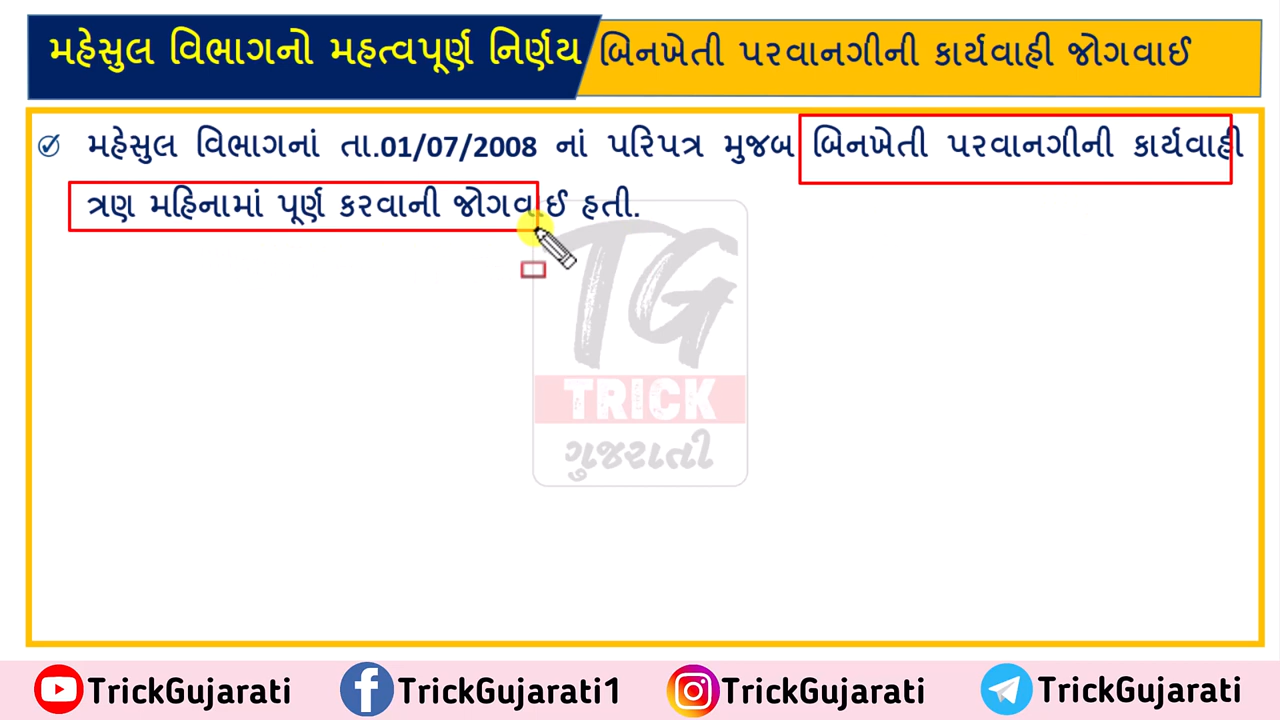 મહેસુલ વિભાગનો મહત્વપૂર્ણ નિર્ણય બિનખેતી પરવાનગીની કાર્યવાહી જોગવાઈ
મહેસુલ વિભાગનાં તા.01/07/2008 નાં પરિપત્ર મુજબ બિનખેતી પરવાનગીની કાર્યવાહી
ત્રણ મહિનામાં પૂર્ણ કરવાની જોગવાઈ હતી.
TG
TRICK
ગુજરાતી
TrickGujarati TrickGujarati1 TrickGujarati TrickGujarati